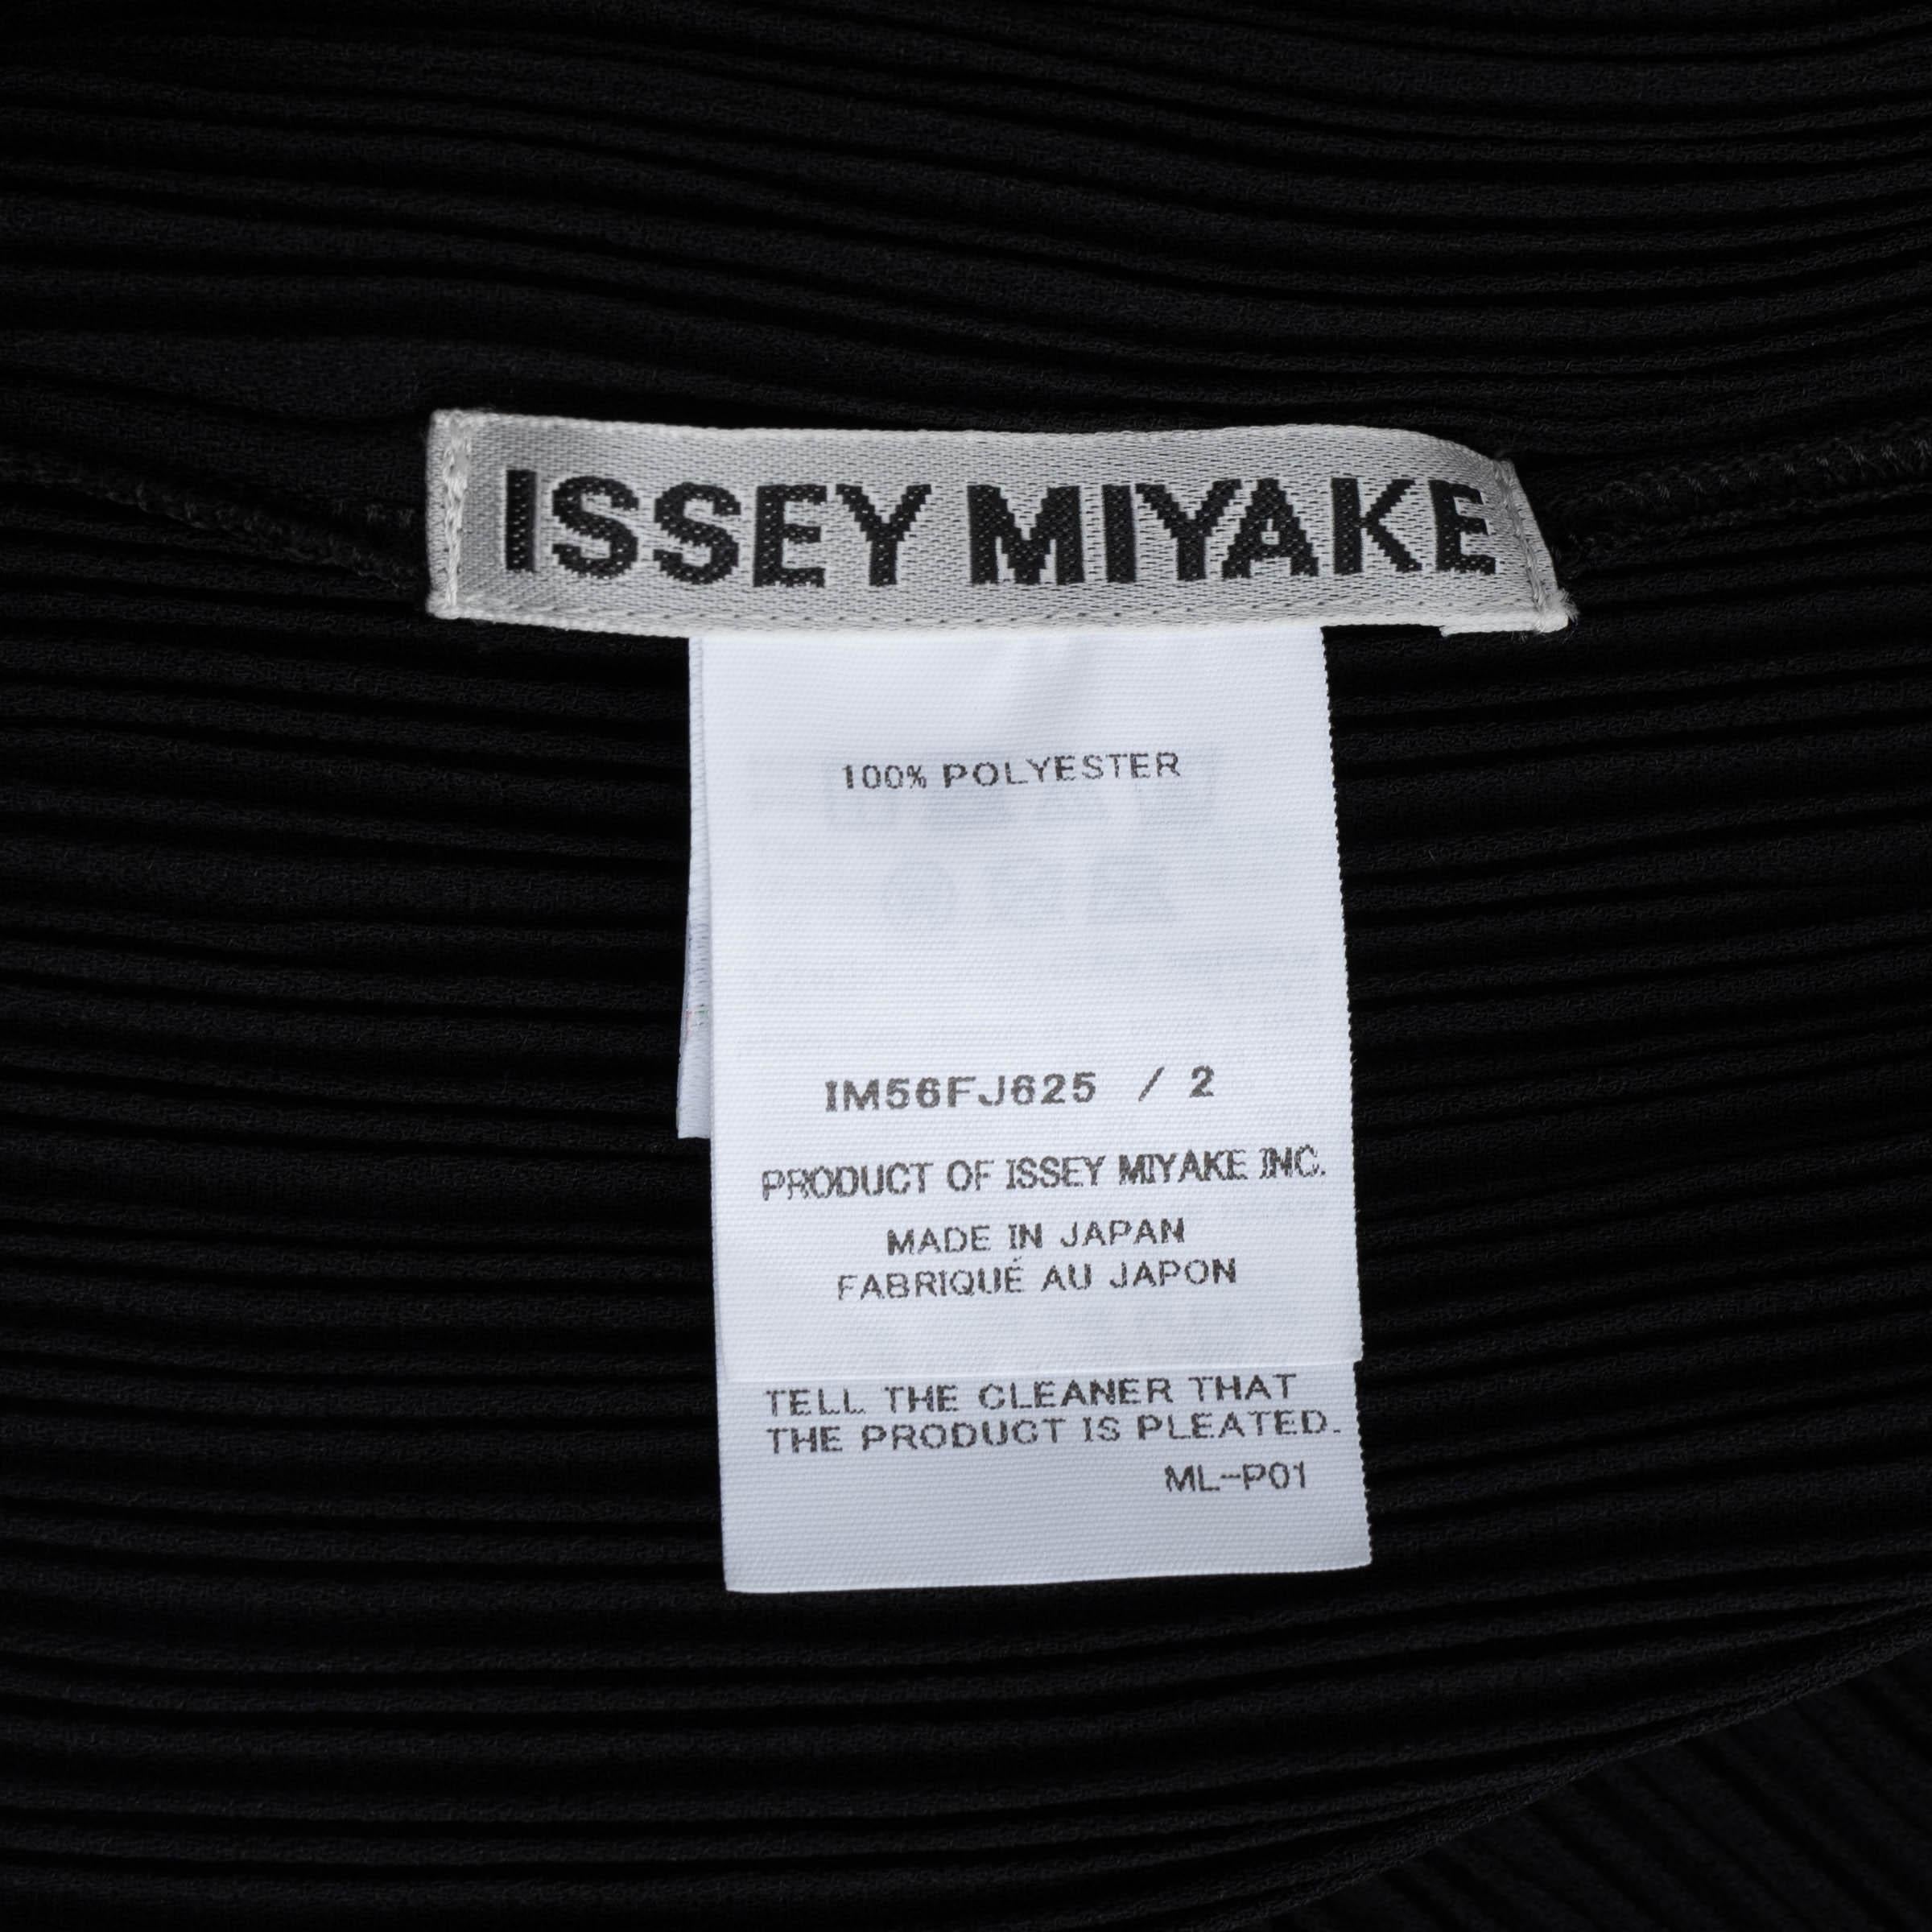 ISSEY MIYAKE
100% POLYESTER
IM56FJ625 / 2
PRODUCT OF ISSEY MIYAKE INC.
MADE IN JAPAN
FABRIQUÉ AU JAPON
TELL THE CLEANER THAT
THE PRODUCT IS PLEATED.
ML-P01